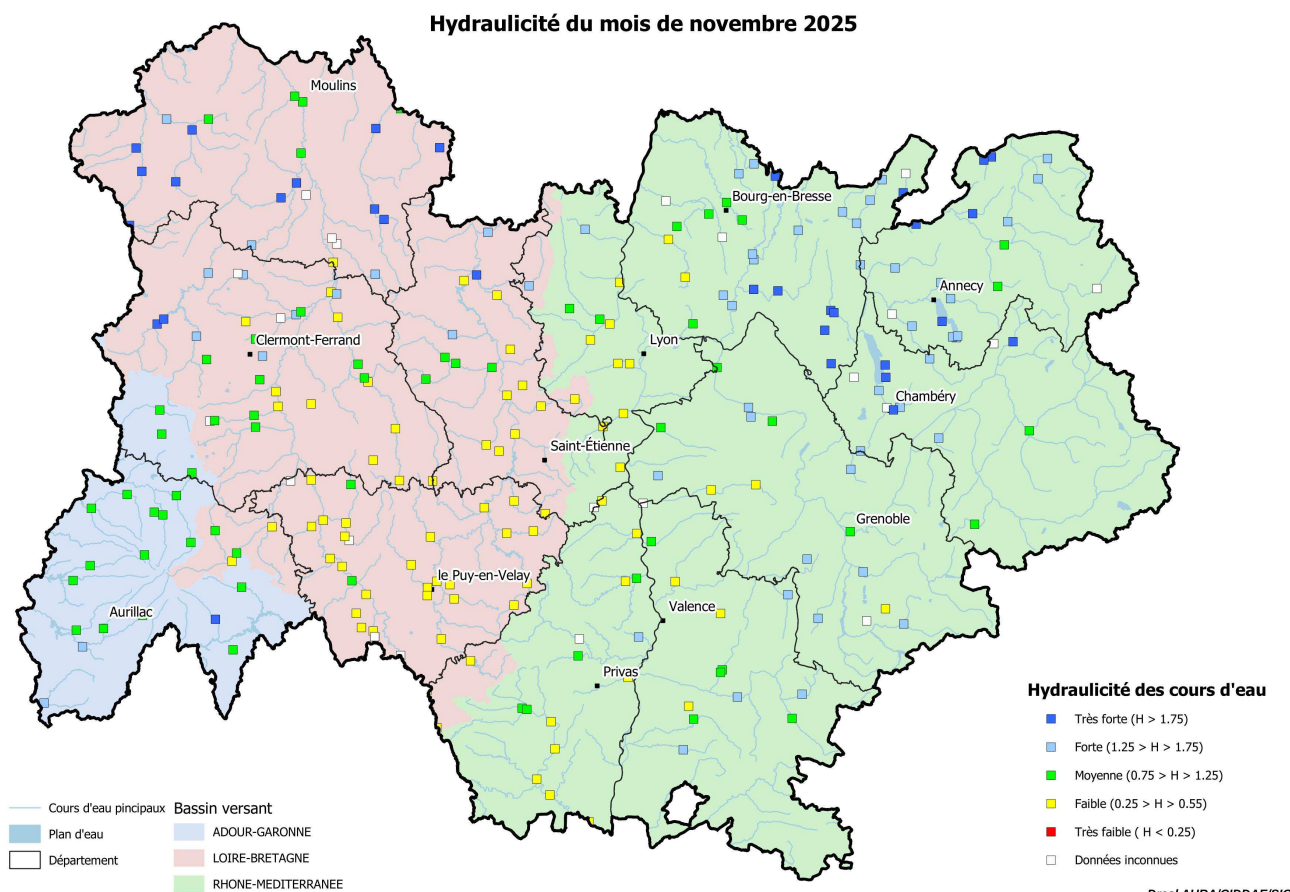 Hydraulicité du mois de novembre 2025
Moulins
Bourg-en-Bresse
Annecy
Clermont-Ferrand
Lyon
Chambéry
Saint-Étienne
Grenoble
le Puy-en-Velay
Aurillac
Valence
Privas
Hydraulicité des cours d'eau
Très forte (H > 1.75)
Forte (1.25 > H > 1.75)
Moyenne (0.75 > H > 1.25)
Faible (0.25 > H > 0.55)
Très faible ( H < 0.25)
Données inconnues
Cours d'eau pincipaux
Plan d'eau
Département
Bassin versant
ADOUR-GARONNE
LOIRE-BRETAGNE
RHONE-MEDITERRANEE